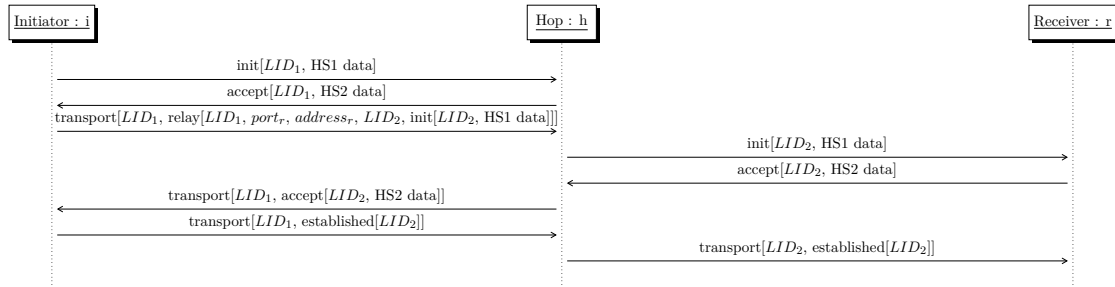 Initiator : i
Hop : h
Receiver : r
init[LID₁, HS1 data]
accept[LID₁, HS2 data]
transport[LID₁, relay[LID₁, portᵣ, addressᵣ, LID₂, init[LID₂, HS1 data]]]
init[LID₂, HS1 data]
accept[LID₂, HS2 data]
transport[LID₁, accept[LID₂, HS2 data]]
transport[LID₁, established[LID₂]]
transport[LID₂, established[LID₂]]